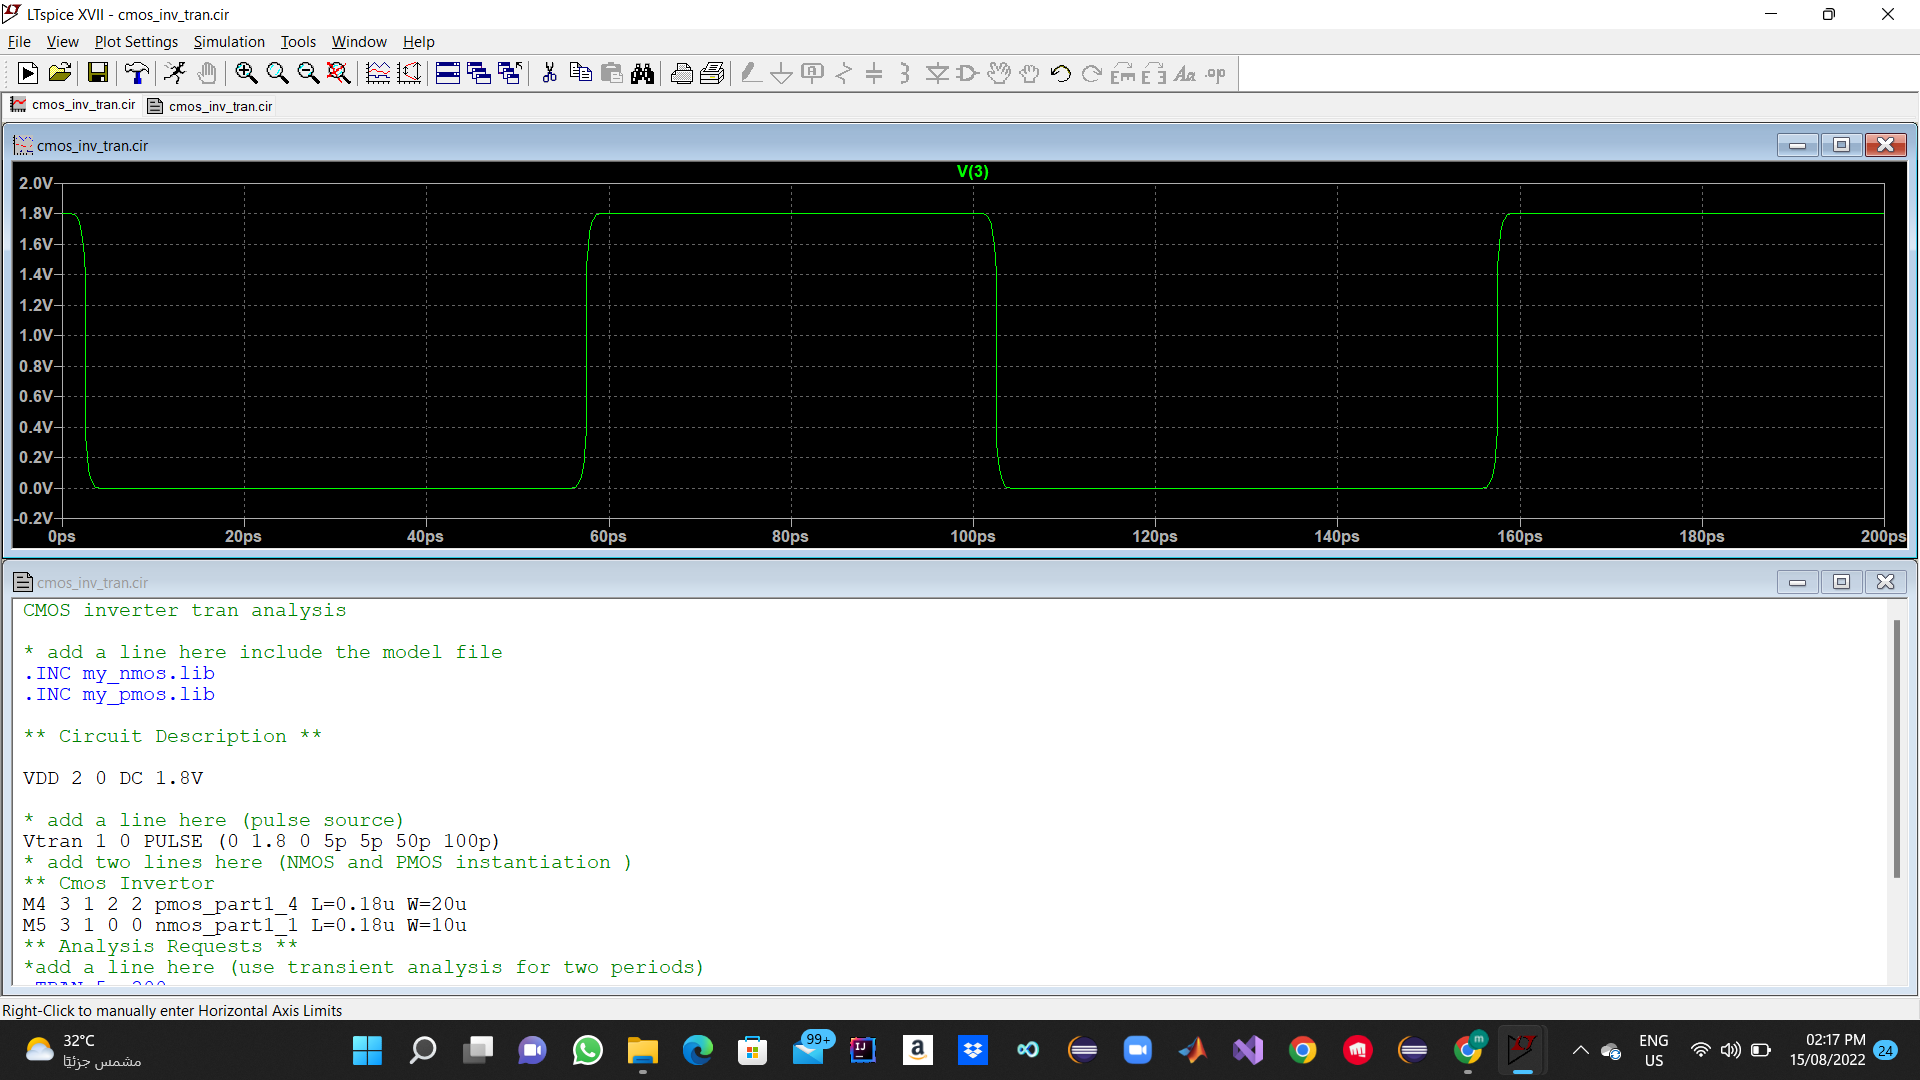 LTspice XVII - cmos_inv_tran.cir
File View Plot Settings Simulation Tools Window Help
cmos_inv_tran.cir cmos_inv_tran.cir
cmos_inv_tran.cir
V(3)
2.0V
1.8V
1.6V
1.4V
1.2V
1.0V
0.8V
0.6V
0.4V
0.2V
0.0V
-0.2V
0ps 20ps 40ps 60ps 80ps 100ps 120ps 140ps 160ps 180ps 200ps
cmos_inv_tran.cir
CMOS inverter tran analysis
* add a line here include the model file
.INC my_nmos.lib
.INC my_pmos.lib
** Circuit Description **
VDD 2 0 DC 1.8V
* add a line here (pulse source)
Vtran 1 0 PULSE (0 1.8 0 5p 5p 50p 100p)
* add two lines here (NMOS and PMOS instantiation )
** Cmos Invertor
M4 3 1 2 2 pmos_part1_4 L=0.18u W=20u
M5 3 1 0 0 nmos_part1_1 L=0.18u W=10u
** Analysis Requests **
*add a line here (use transient analysis for two periods)
Right-Click to manually enter Horizontal Axis Limits
32°C
مشمس جزئيًا
99+
ENG
US
02:17 PM
15/08/2022
24